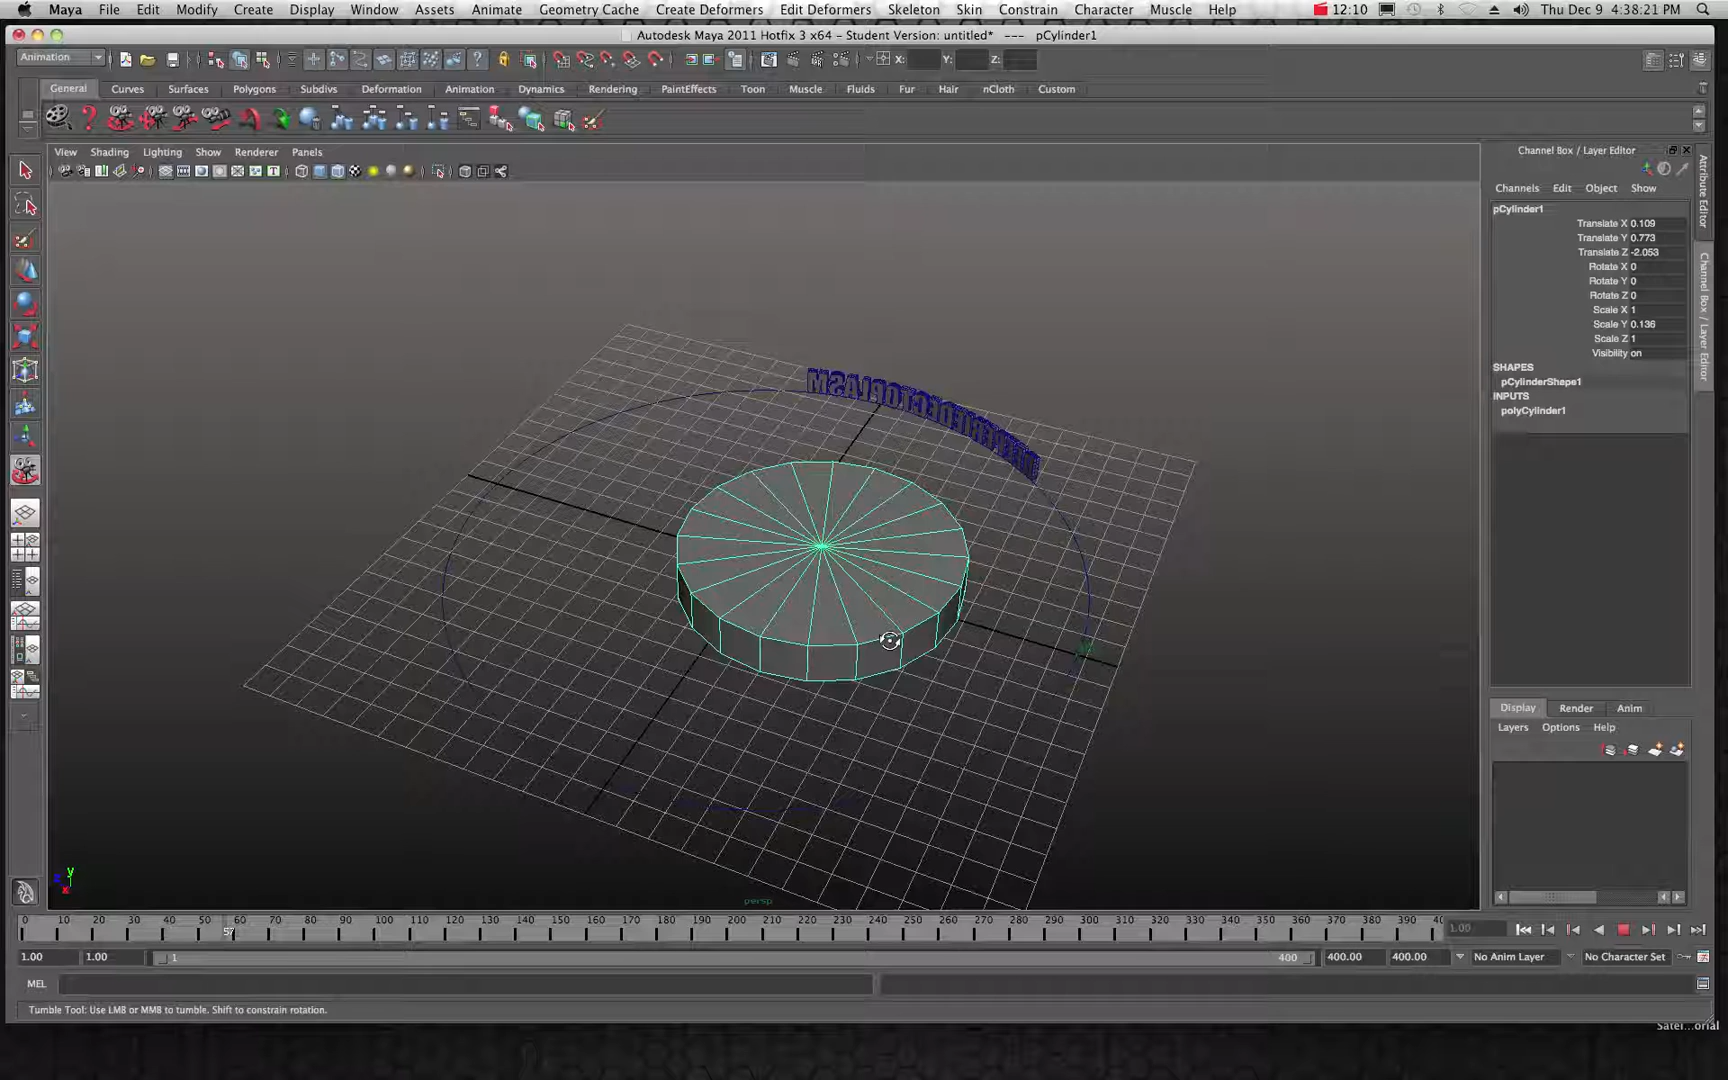 Maya File Edit Modify Create Display Window Assets Animate Geometry Cache Create Deformers Edit Deformers Skeleton Skin Constrain Character Muscle Help 12:10 Thu Dec 9 4:38:21 PM
Autodesk Maya 2011 Hotfix 3 x64 - Student Version: untitled* --- pCylinder1
Animation X: Y: Z:
General Curves Surfaces Polygons Subdivs Deformation Animation Dynamics Rendering PaintEffects Toon Muscle Fluids Fur Hair nCloth Custom
View Shading Lighting Show Renderer Panels
Channel Box / Layer Editor
Channels Edit Object Show
pCylinder1
Translate X 0.109
Translate Y 0.773
Translate Z -2.053
Rotate X 0
Rotate Y 0
Rotate Z 0
Scale X 1
Scale Y 0.136
Scale Z 1
Visibility on
SHAPES
pCylinderShape1
INPUTS
polyCylinder1
Attribute Editor
Channel Box / Layer Editor
Display Render Anim
Layers Options Help
y
z
x
persp
0 10 20 30 40 50 60 70 80 90 100 110 120 130 140 150 160 170 180 190 200 210 220 230 240 250 260 270 280 290 300 310 320 330 340 350 360 370 380 390 40
57
1.00
1.00 1.00 1 400 400.00 400.00 No Anim Layer No Character Set
MEL
Tumble Tool: Use LMB or MMB to tumble. Shift to constrain rotation.